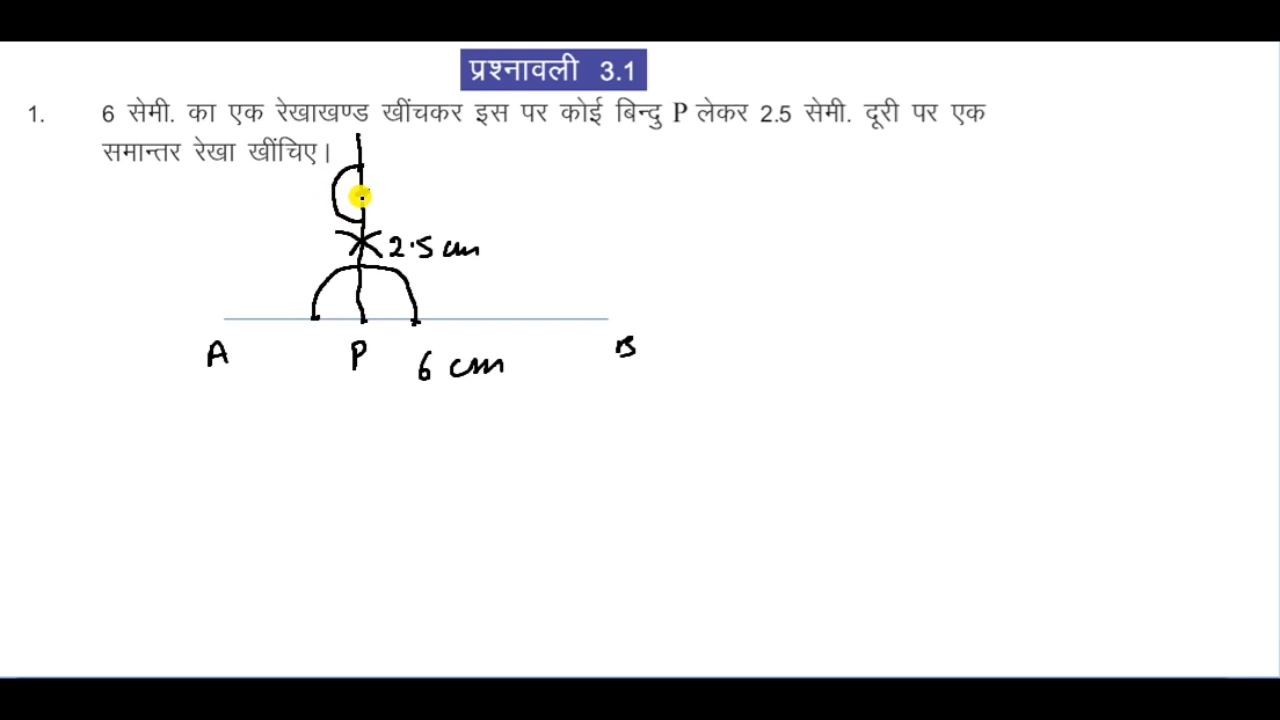 प्रश्नावली 3.1
1. 6 सेमी. का एक रेखाखण्ड खींचकर इस पर कोई बिन्दु P लेकर 2.5 सेमी. दूरी पर एक
समान्तर रेखा खींचिए।
2.5 cm
A P 6 cm B